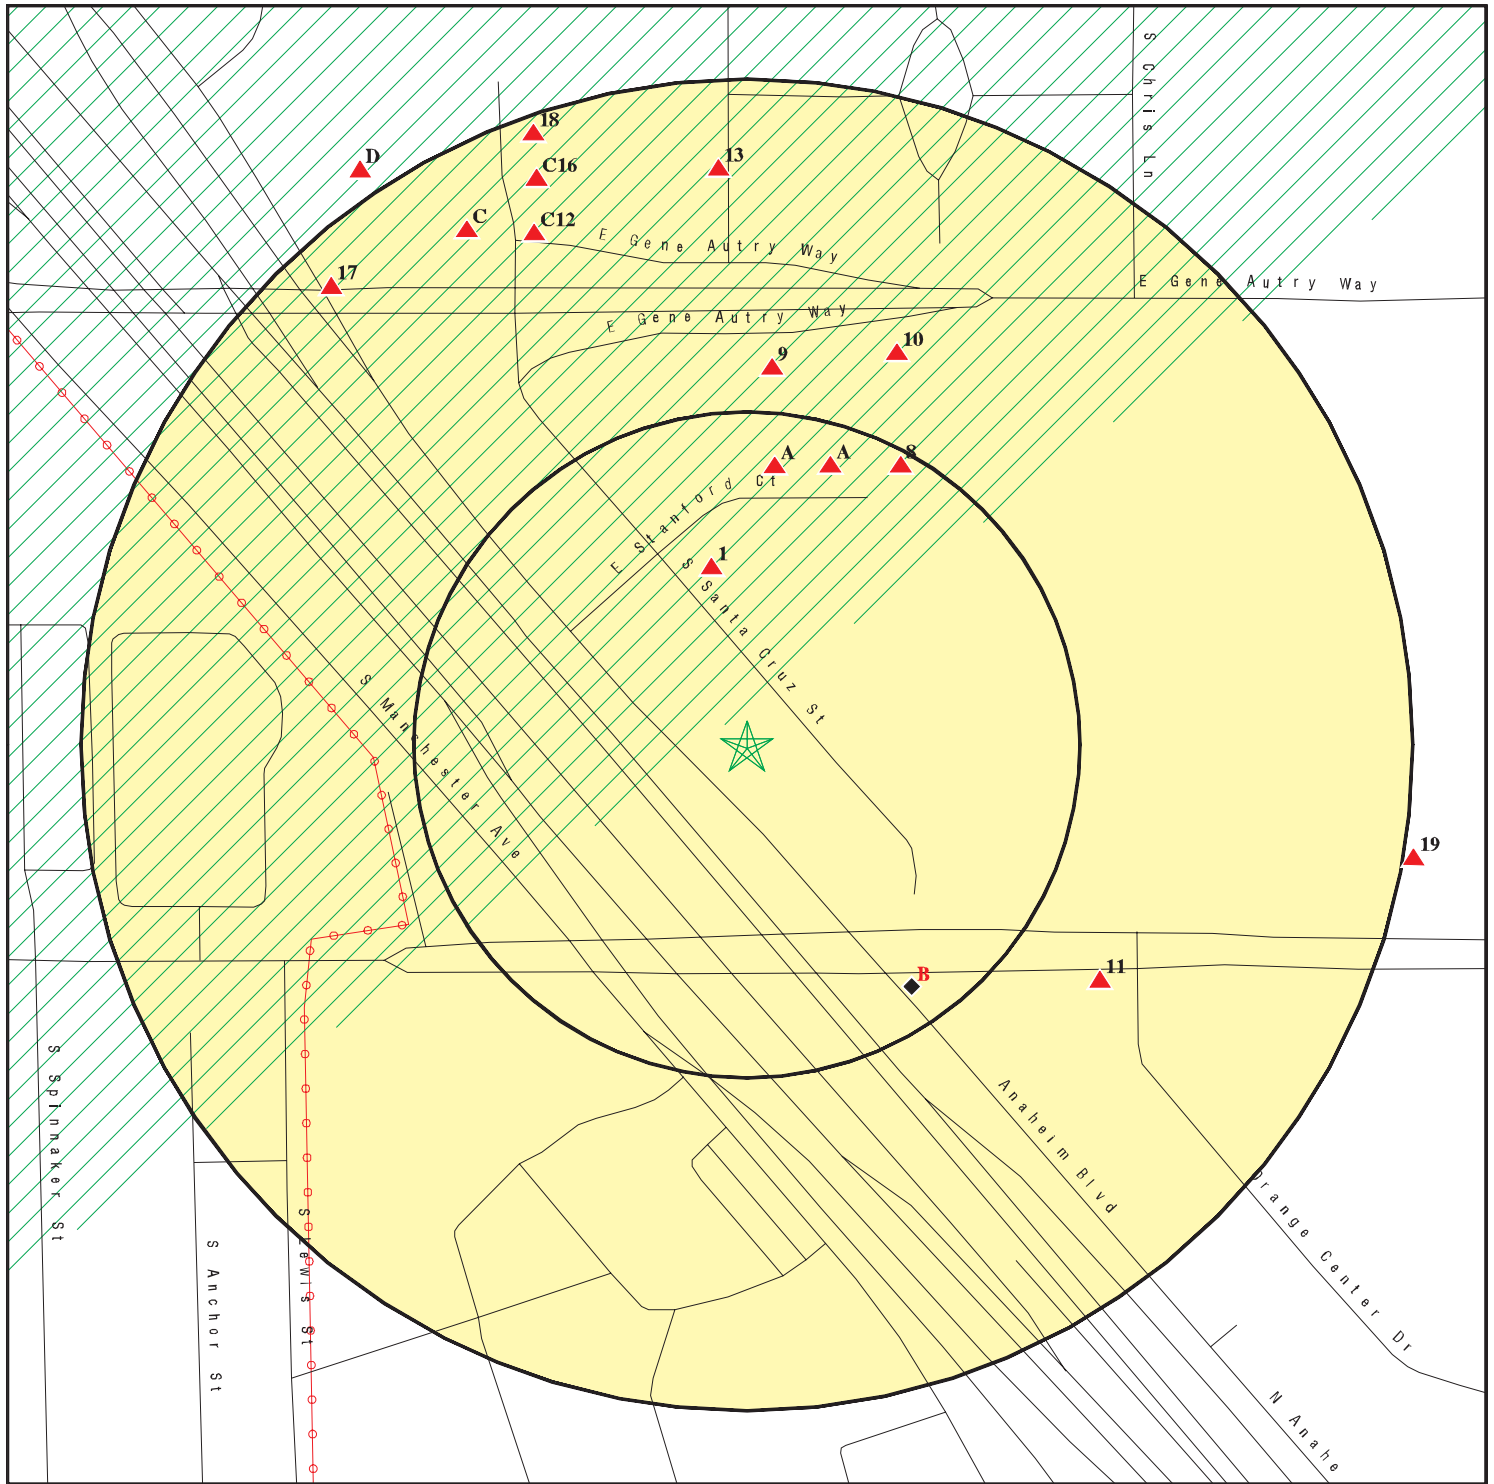 S Chris Ln
18
D
C16
13
C
C12
E Gene Autry Way
17
E Gene Autry Way
E Gene Autry Way
9
10
A
A
8
E Stanford Ct
1
S Santa Cruz St
S Manchester Ave
19
B
11
S Spinnaker St
Anaheim Blvd
Orange Center Dr
S Anchor St
S Lewis St
N Anahe